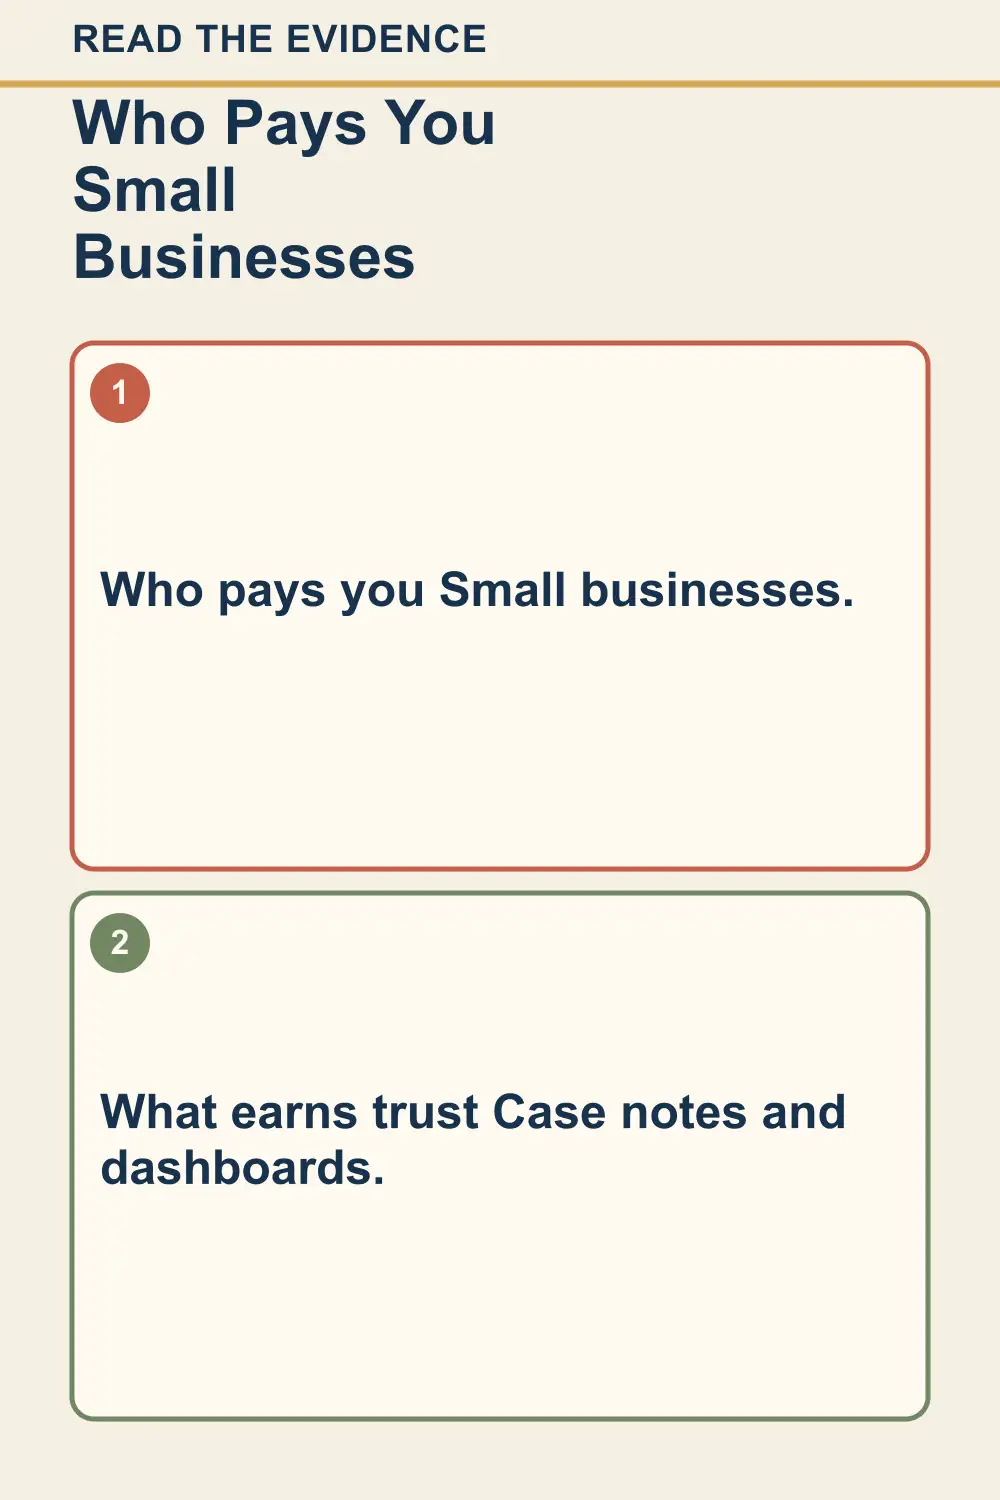 READ THE EVIDENCE
Who Pays You
Small
Businesses
1
Who pays you Small businesses.
2
What earns trust Case notes and
dashboards.